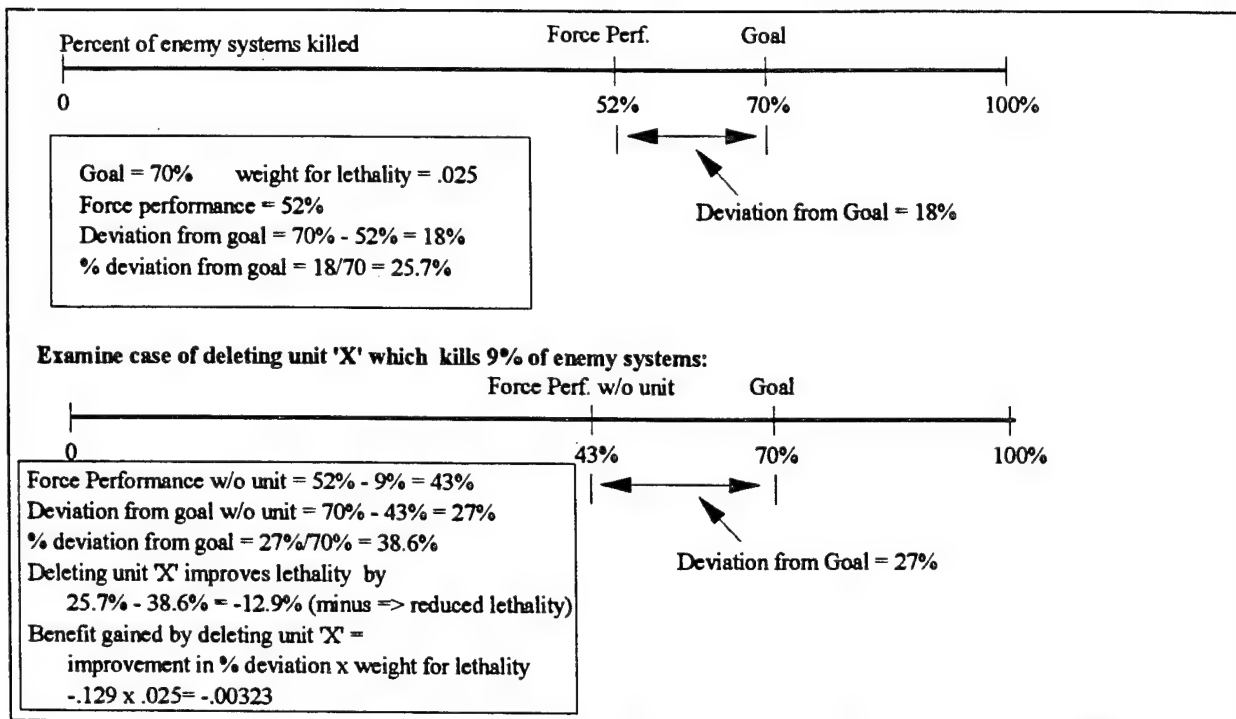 Percent of enemy systems killed Force Perf. Goal
0 52% 70% 100%
Goal = 70% weight for lethality = .025
Force performance = 52%
Deviation from goal = 70% - 52% = 18%
% deviation from goal = 18/70 = 25.7%
Deviation from Goal = 18%
Examine case of deleting unit 'X' which kills 9% of enemy systems:
Force Perf. w/o unit Goal
0 43% 70% 100%
Force Performance w/o unit = 52% - 9% = 43%
Deviation from goal w/o unit = 70% - 43% = 27%
% deviation from goal = 27%/70% = 38.6%
Deleting unit 'X' improves lethality by
25.7% - 38.6% = -12.9% (minus => reduced lethality)
Benefit gained by deleting unit 'X' =
improvement in % deviation x weight for lethality
-.129 x .025= -.00323
Deviation from Goal = 27%